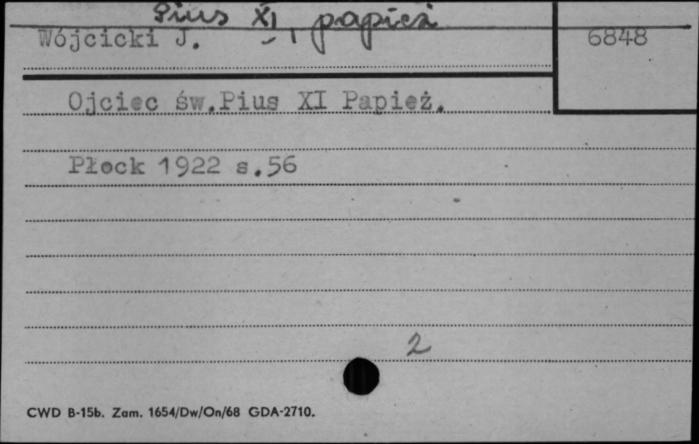 Pius XI, papież
Wójcicki J.
6848
Ojciec św.Pius XI Papież.
Płock 1922 s.56
2
CWD B-15b. Zam. 1654/Dw/On/68 GDA-2710.